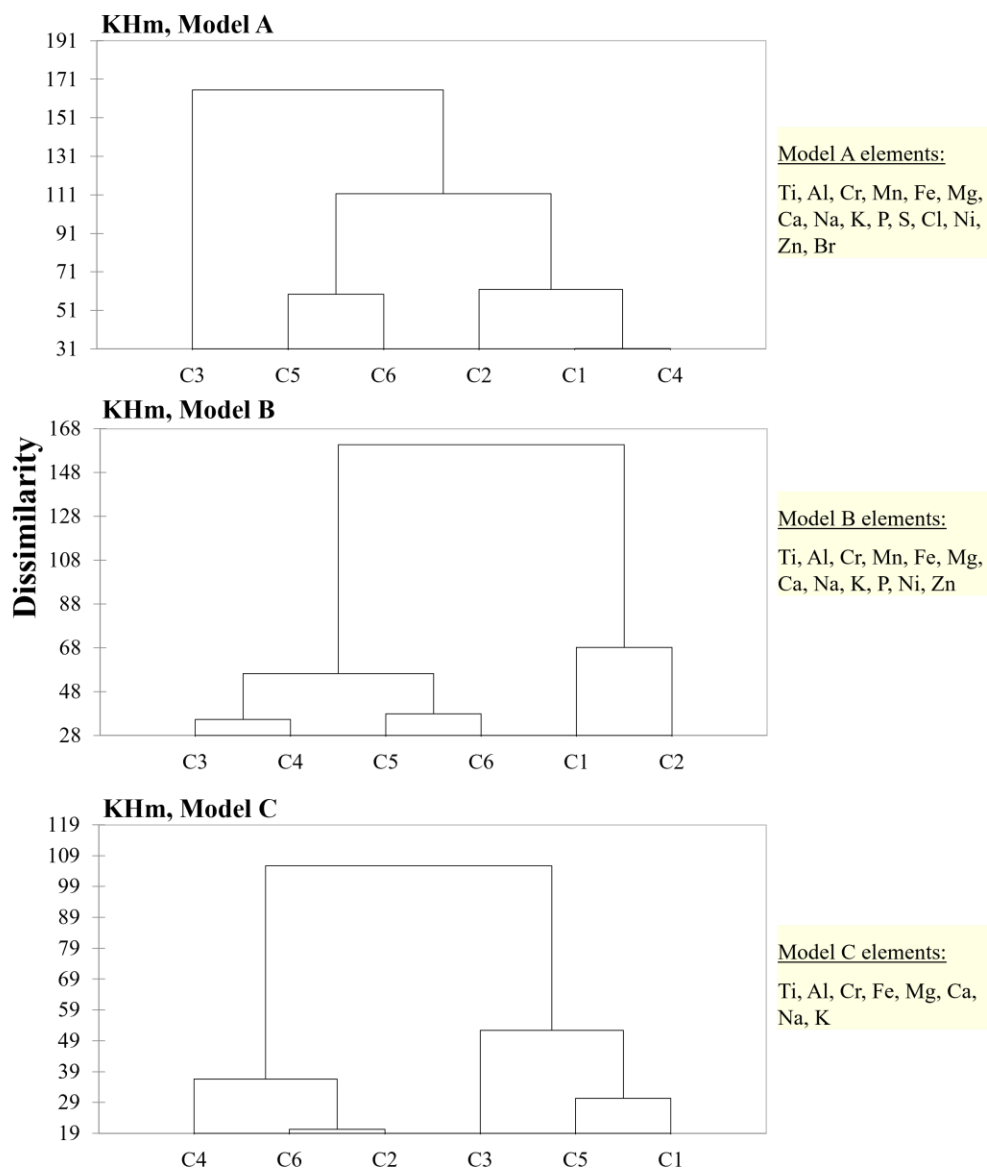 KHm, Model A
191
171
151
131
111
91
71
51
31
C3 C5 C6 C2 C1 C4
Model A elements:
Ti, Al, Cr, Mn, Fe, Mg,
Ca, Na, K, P, S, Cl, Ni,
Zn, Br
Dissimilarity
KHm, Model B
168
148
128
108
88
68
48
28
C3 C4 C5 C6 C1 C2
Model B elements:
Ti, Al, Cr, Mn, Fe, Mg,
Ca, Na, K, P, Ni, Zn
KHm, Model C
119
109
99
89
79
69
59
49
39
29
19
C4 C6 C2 C3 C5 C1
Model C elements:
Ti, Al, Cr, Fe, Mg, Ca,
Na, K